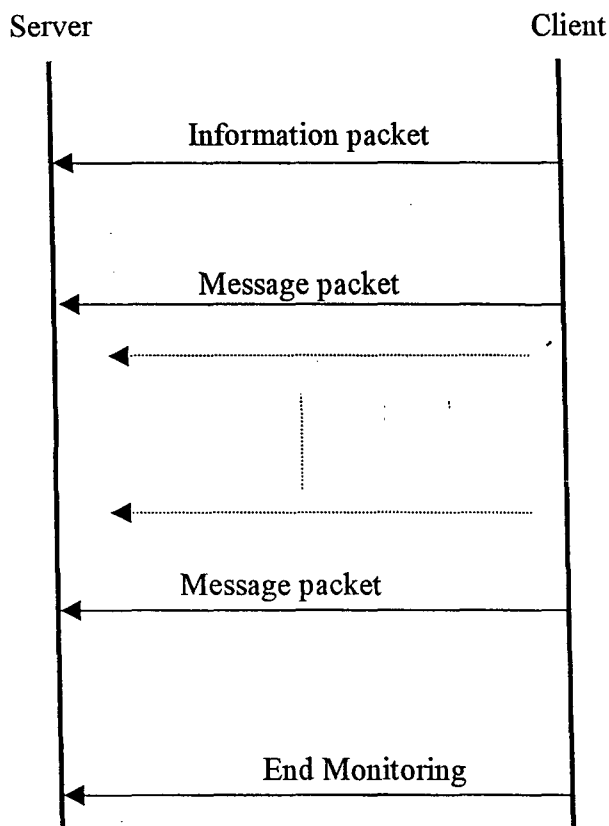 Server Client
Information packet
Message packet
Message packet
End Monitoring